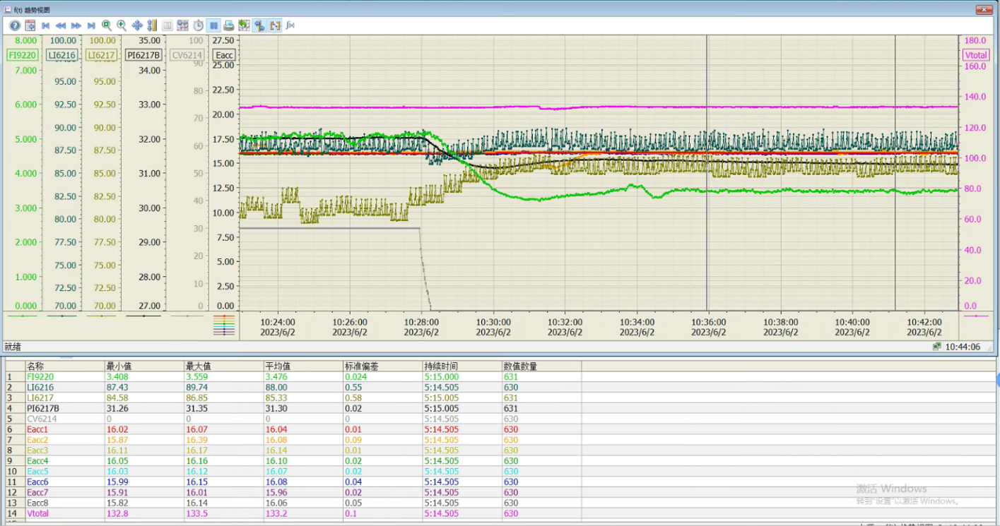 f(t) 趋势视图
8.000 100.00 100.00 35.00 100 27.50 180.0
FI9220 LI6216 LI6217 PI6217B CV6214 Eacc Vtotal
90 25.00
7.000 34.00 160.0
95.00 95.00
80 22.50
140.0
6.000 92.50 92.50 33.00
70 20.00
90.00 90.00 120.0
5.000 32.00 17.50
60
87.50 87.50
15.00 100.0
4.000 85.00 85.00 31.00 50
12.50 80.0
82.50 82.50
40
3.000 30.00 10.00
80.00 80.00 60.0
30
7.50
2.000 77.50 77.50 29.00
40.0
20
75.00 75.00 5.00
1.000 28.00
10 20.0
72.50 72.50 2.50
0.000 70.00 70.00 27.00 0 0.00 0.0
10:24:00 10:26:00 10:28:00 10:30:00 10:32:00 10:34:00 10:36:00 10:38:00 10:40:00 10:42:00
2023/6/2 2023/6/2 2023/6/2 2023/6/2 2023/6/2 2023/6/2 2023/6/2 2023/6/2 2023/6/2 2023/6/2
就绪 10:44:06
名称 最小值 最大值 平均值 标准偏差 持续时间 数值数量
1 FI9220 3.408 3.559 3.476 0.024 5:15.000 631
2 LI6216 87.43 89.74 88.00 0.55 5:14.505 630
3 LI6217 84.58 86.85 85.33 0.58 5:15.005 631
4 PI6217B 31.26 31.35 31.30 0.02 5:15.005 631
5 CV6214 0 0 0 0 5:14.505 630
6 Eacc1 16.02 16.07 16.04 0.01 5:14.505 630
7 Eacc2 15.87 16.39 16.08 0.09 5:14.505 630
8 Eacc3 16.11 16.17 16.14 0.01 5:14.505 630
9 Eacc4 16.05 16.16 16.10 0.02 5:14.505 630
10 Eacc5 16.03 16.12 16.07 0.02 5:14.505 630
11 Eacc6 15.99 16.15 16.08 0.04 5:14.505 630
12 Eacc7 15.91 16.01 15.96 0.02 5:14.505 630
13 Eacc8 15.82 16.14 16.06 0.05 5:14.505 630
14 Vtotal 132.8 133.5 133.2 0.1 5:14.505 630
激活 Windows
转到"设置"以激活 Windows。